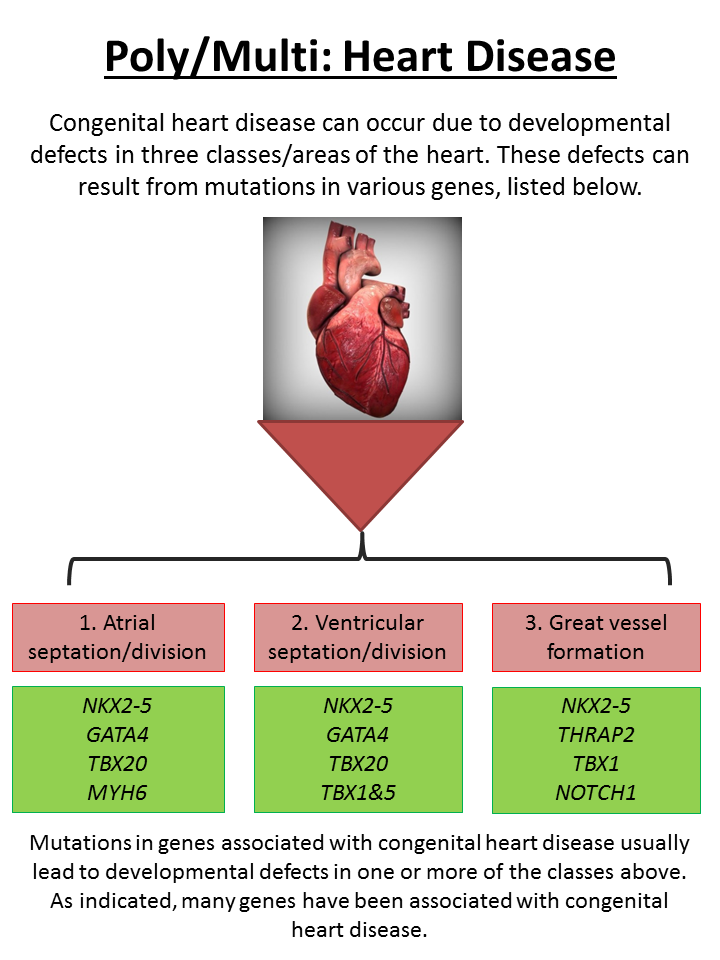 Poly/Multi: Heart Disease
Congenital heart disease can occur due to developmental
defects in three classes/areas of the heart. These defects can
result from mutations in various genes, listed below.
1. Atrial
septation/division
2. Ventricular
septation/division
3. Great vessel
formation
NKX2-5
GATA4
TBX20
MYH6
NKX2-5
GATA4
TBX20
TBX1&5
NKX2-5
THRAP2
TBX1
NOTCH1
Mutations in genes associated with congenital heart disease usually
lead to developmental defects in one or more of the classes above.
As indicated, many genes have been associated with congenital
heart disease.